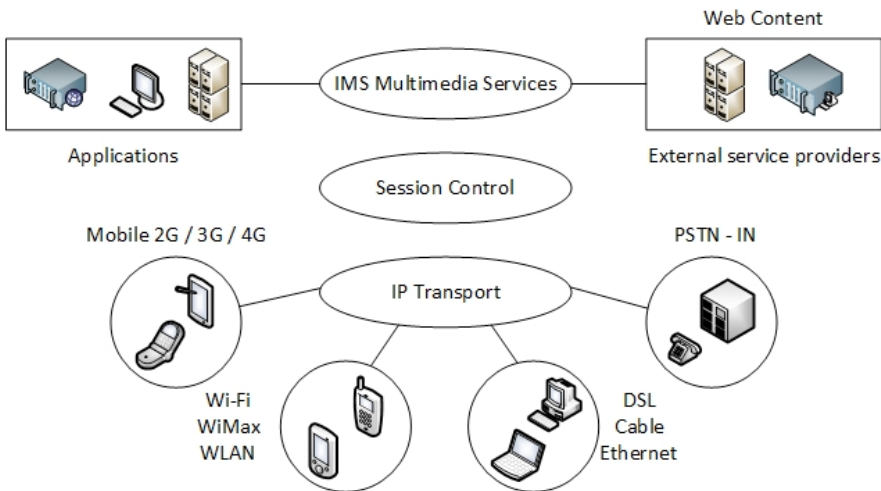 Web Content
IMS Multimedia Services
Applications
External service providers
Session Control
Mobile 2G / 3G / 4G
PSTN - IN
IP Transport
Wi-Fi
WiMax
WLAN
DSL
Cable
Ethernet